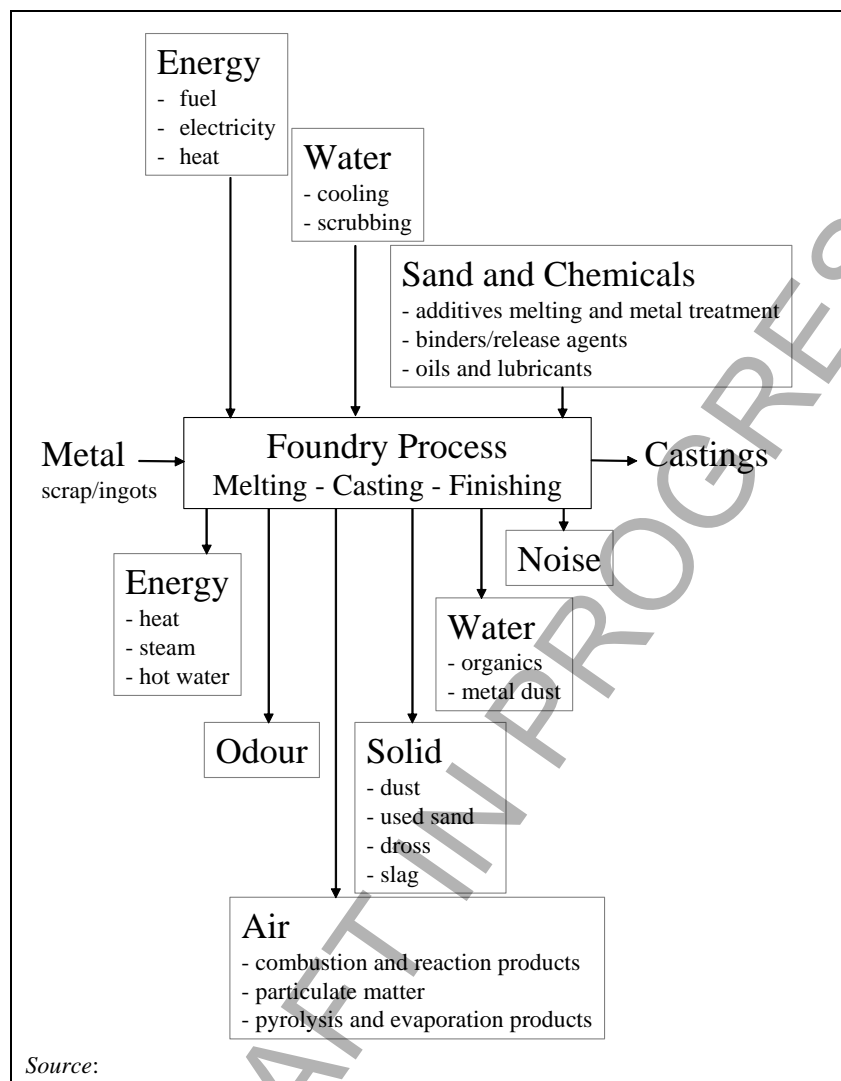 Energy
- fuel
- electricity
- heat
Water
- cooling
- scrubbing
Sand and Chemicals
- additives melting and metal treatment
- binders/release agents
- oils and lubricants
Metal
scrap/ingots
Foundry Process
Melting - Casting - Finishing
Castings
Energy
- heat
- steam
- hot water
Odour
Air
- combustion and reaction products
- particulate matter
- pyrolysis and evaporation products
Solid
- dust
- used sand
- dross
- slag
Water
- organics
- metal dust
Noise
Source:
AFT IN PROGRES